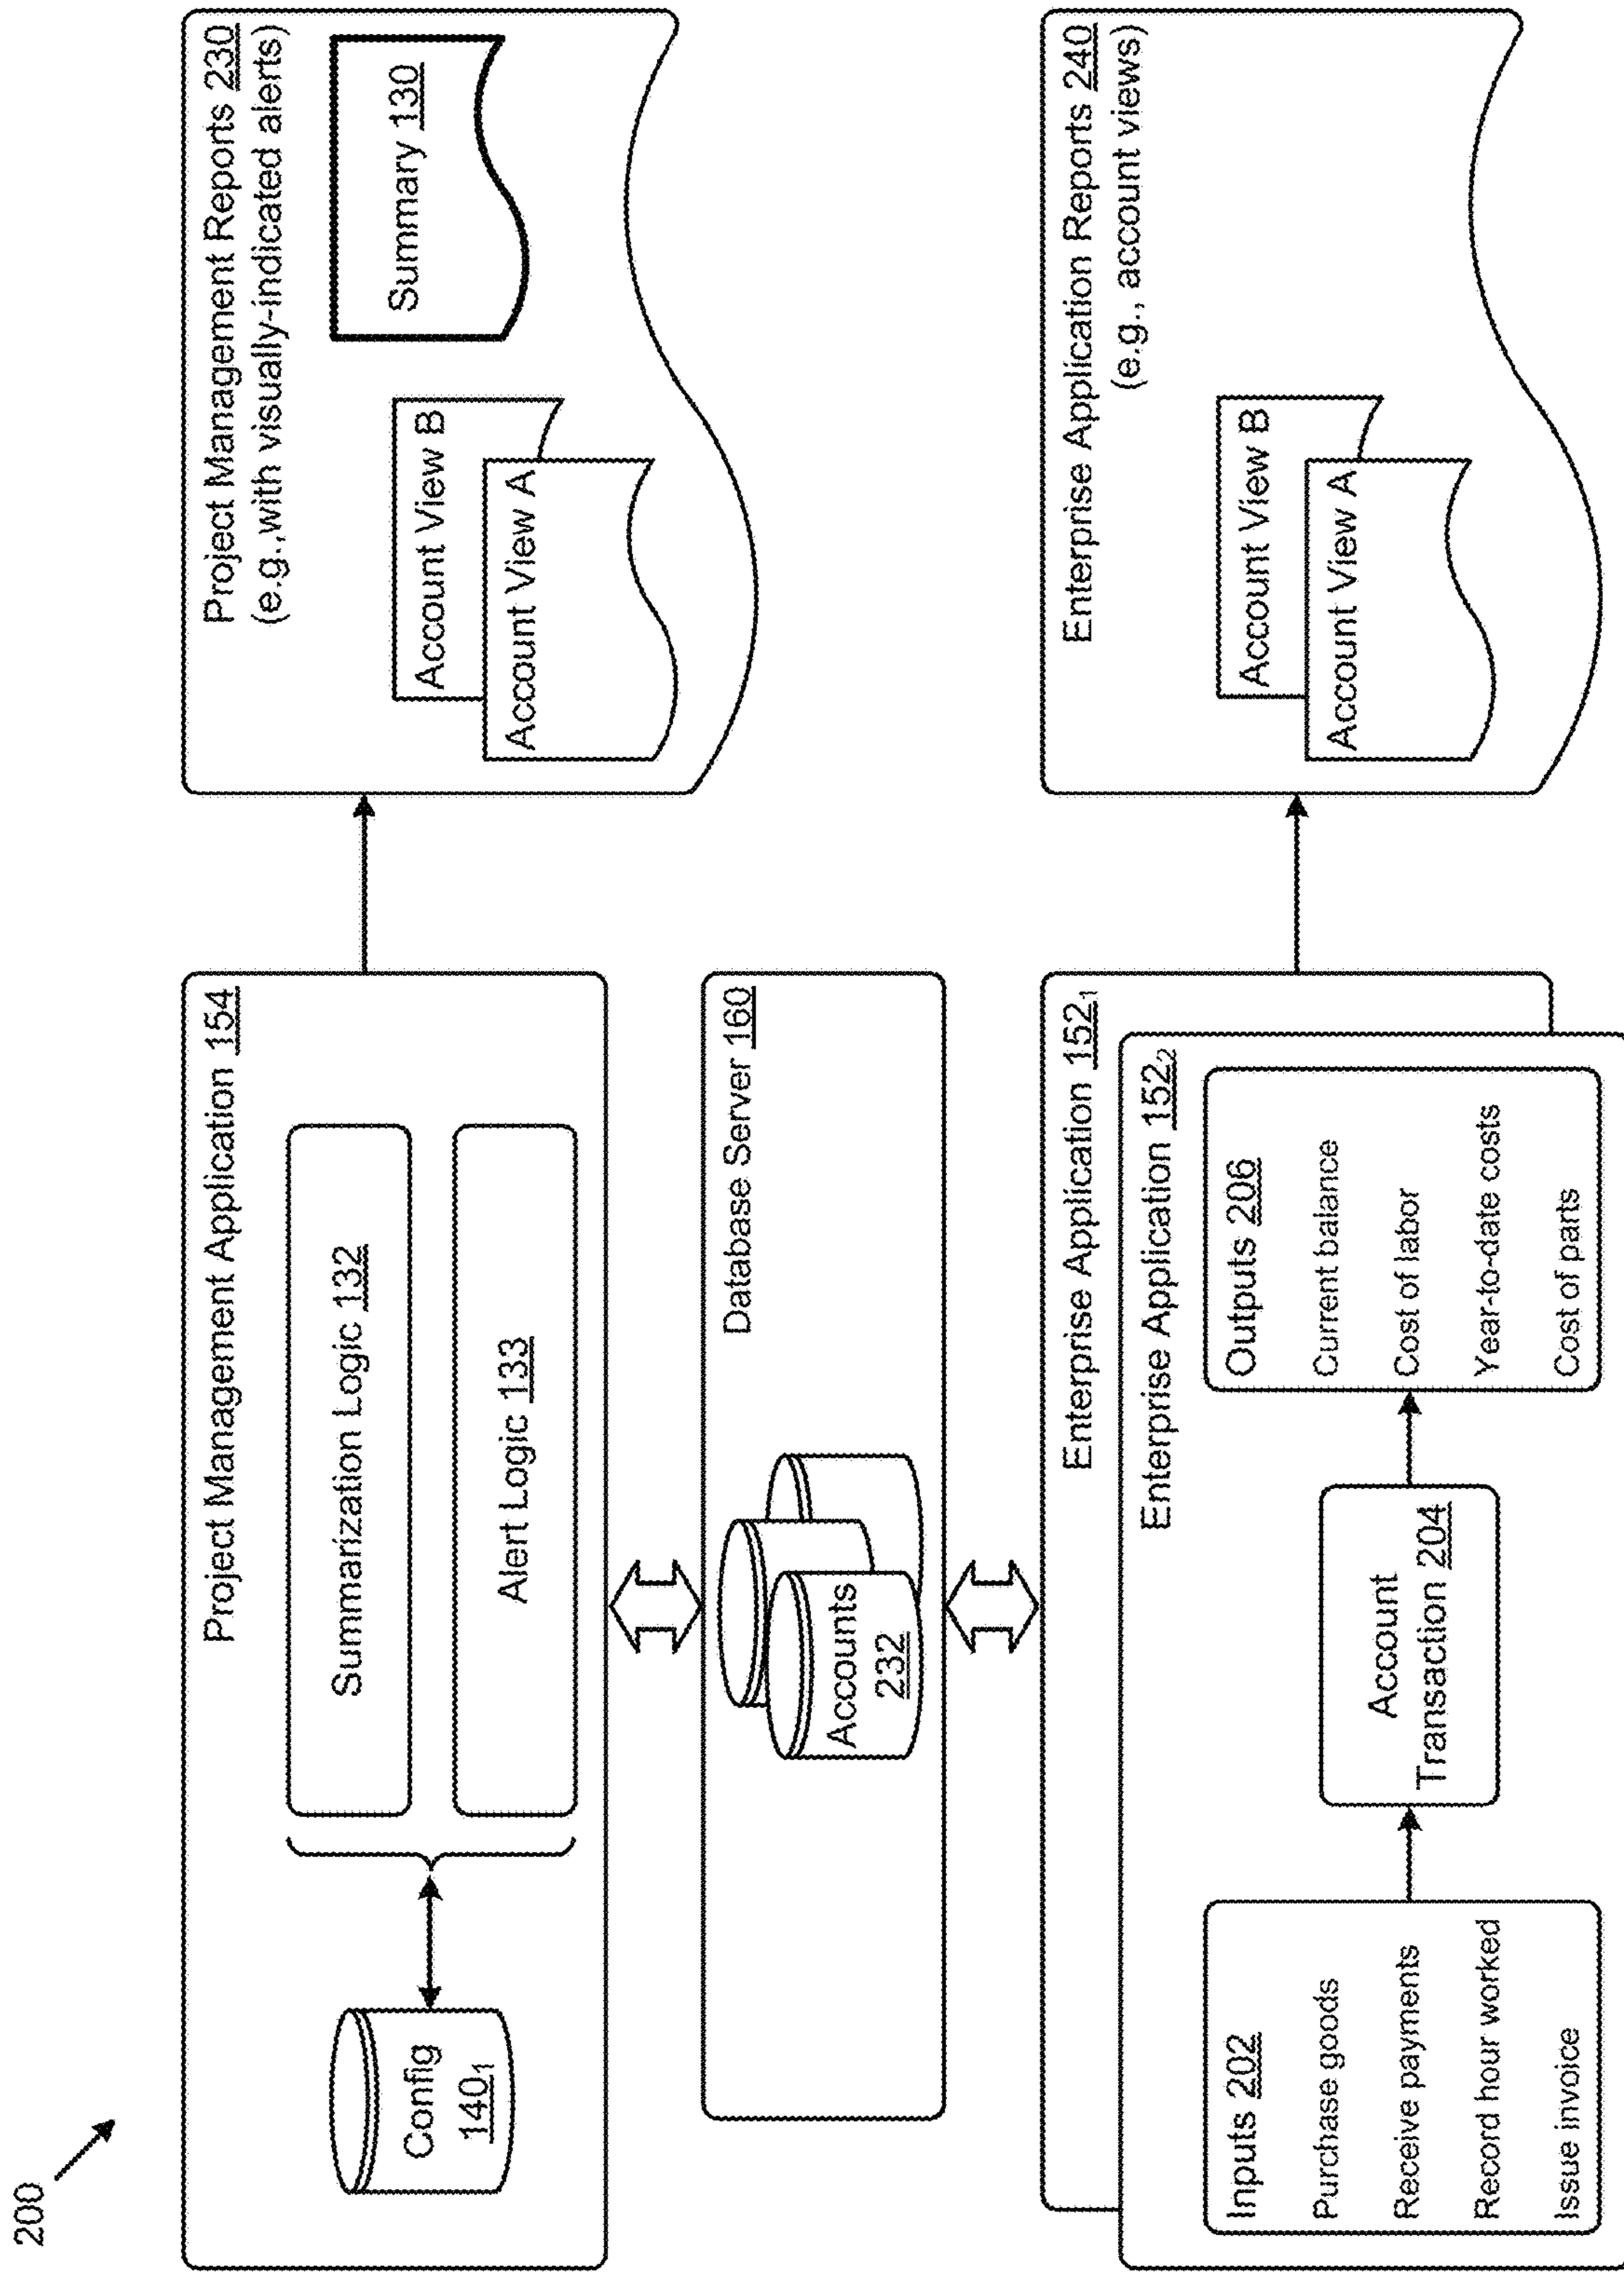 200
Project Management Application 154
Config
140₁
Summarization Logic 132
Alert Logic 133
Project Management Reports 230
(e.g.,with visually-indicated alerts)
Account View B
Account View A
Summary 130
Database Server 160
Accounts
232
Enterprise Application 152₁
Enterprise Application 152₂
Inputs 202
Purchase goods
Receive payments
Record hour worked
Issue invoice
Account
Transaction 204
Outputs 206
Current balance
Cost of labor
Year-to-date costs
Cost of parts
Enterprise Application Reports 240
(e.g., account views)
Account View B
Account View A